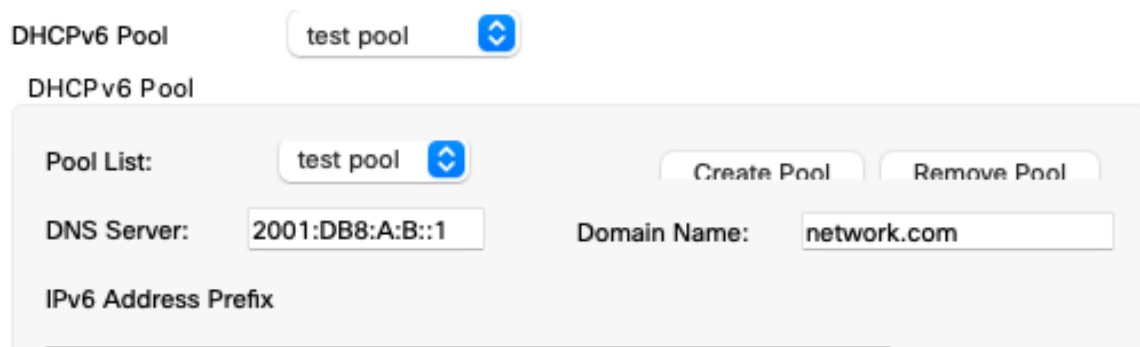 DHCPv6 Pool test pool
DHCPv6 Pool
Pool List: test pool Create Pool Remove Pool
DNS Server: 2001:DB8:A:B::1 Domain Name: network.com
IPv6 Address Prefix